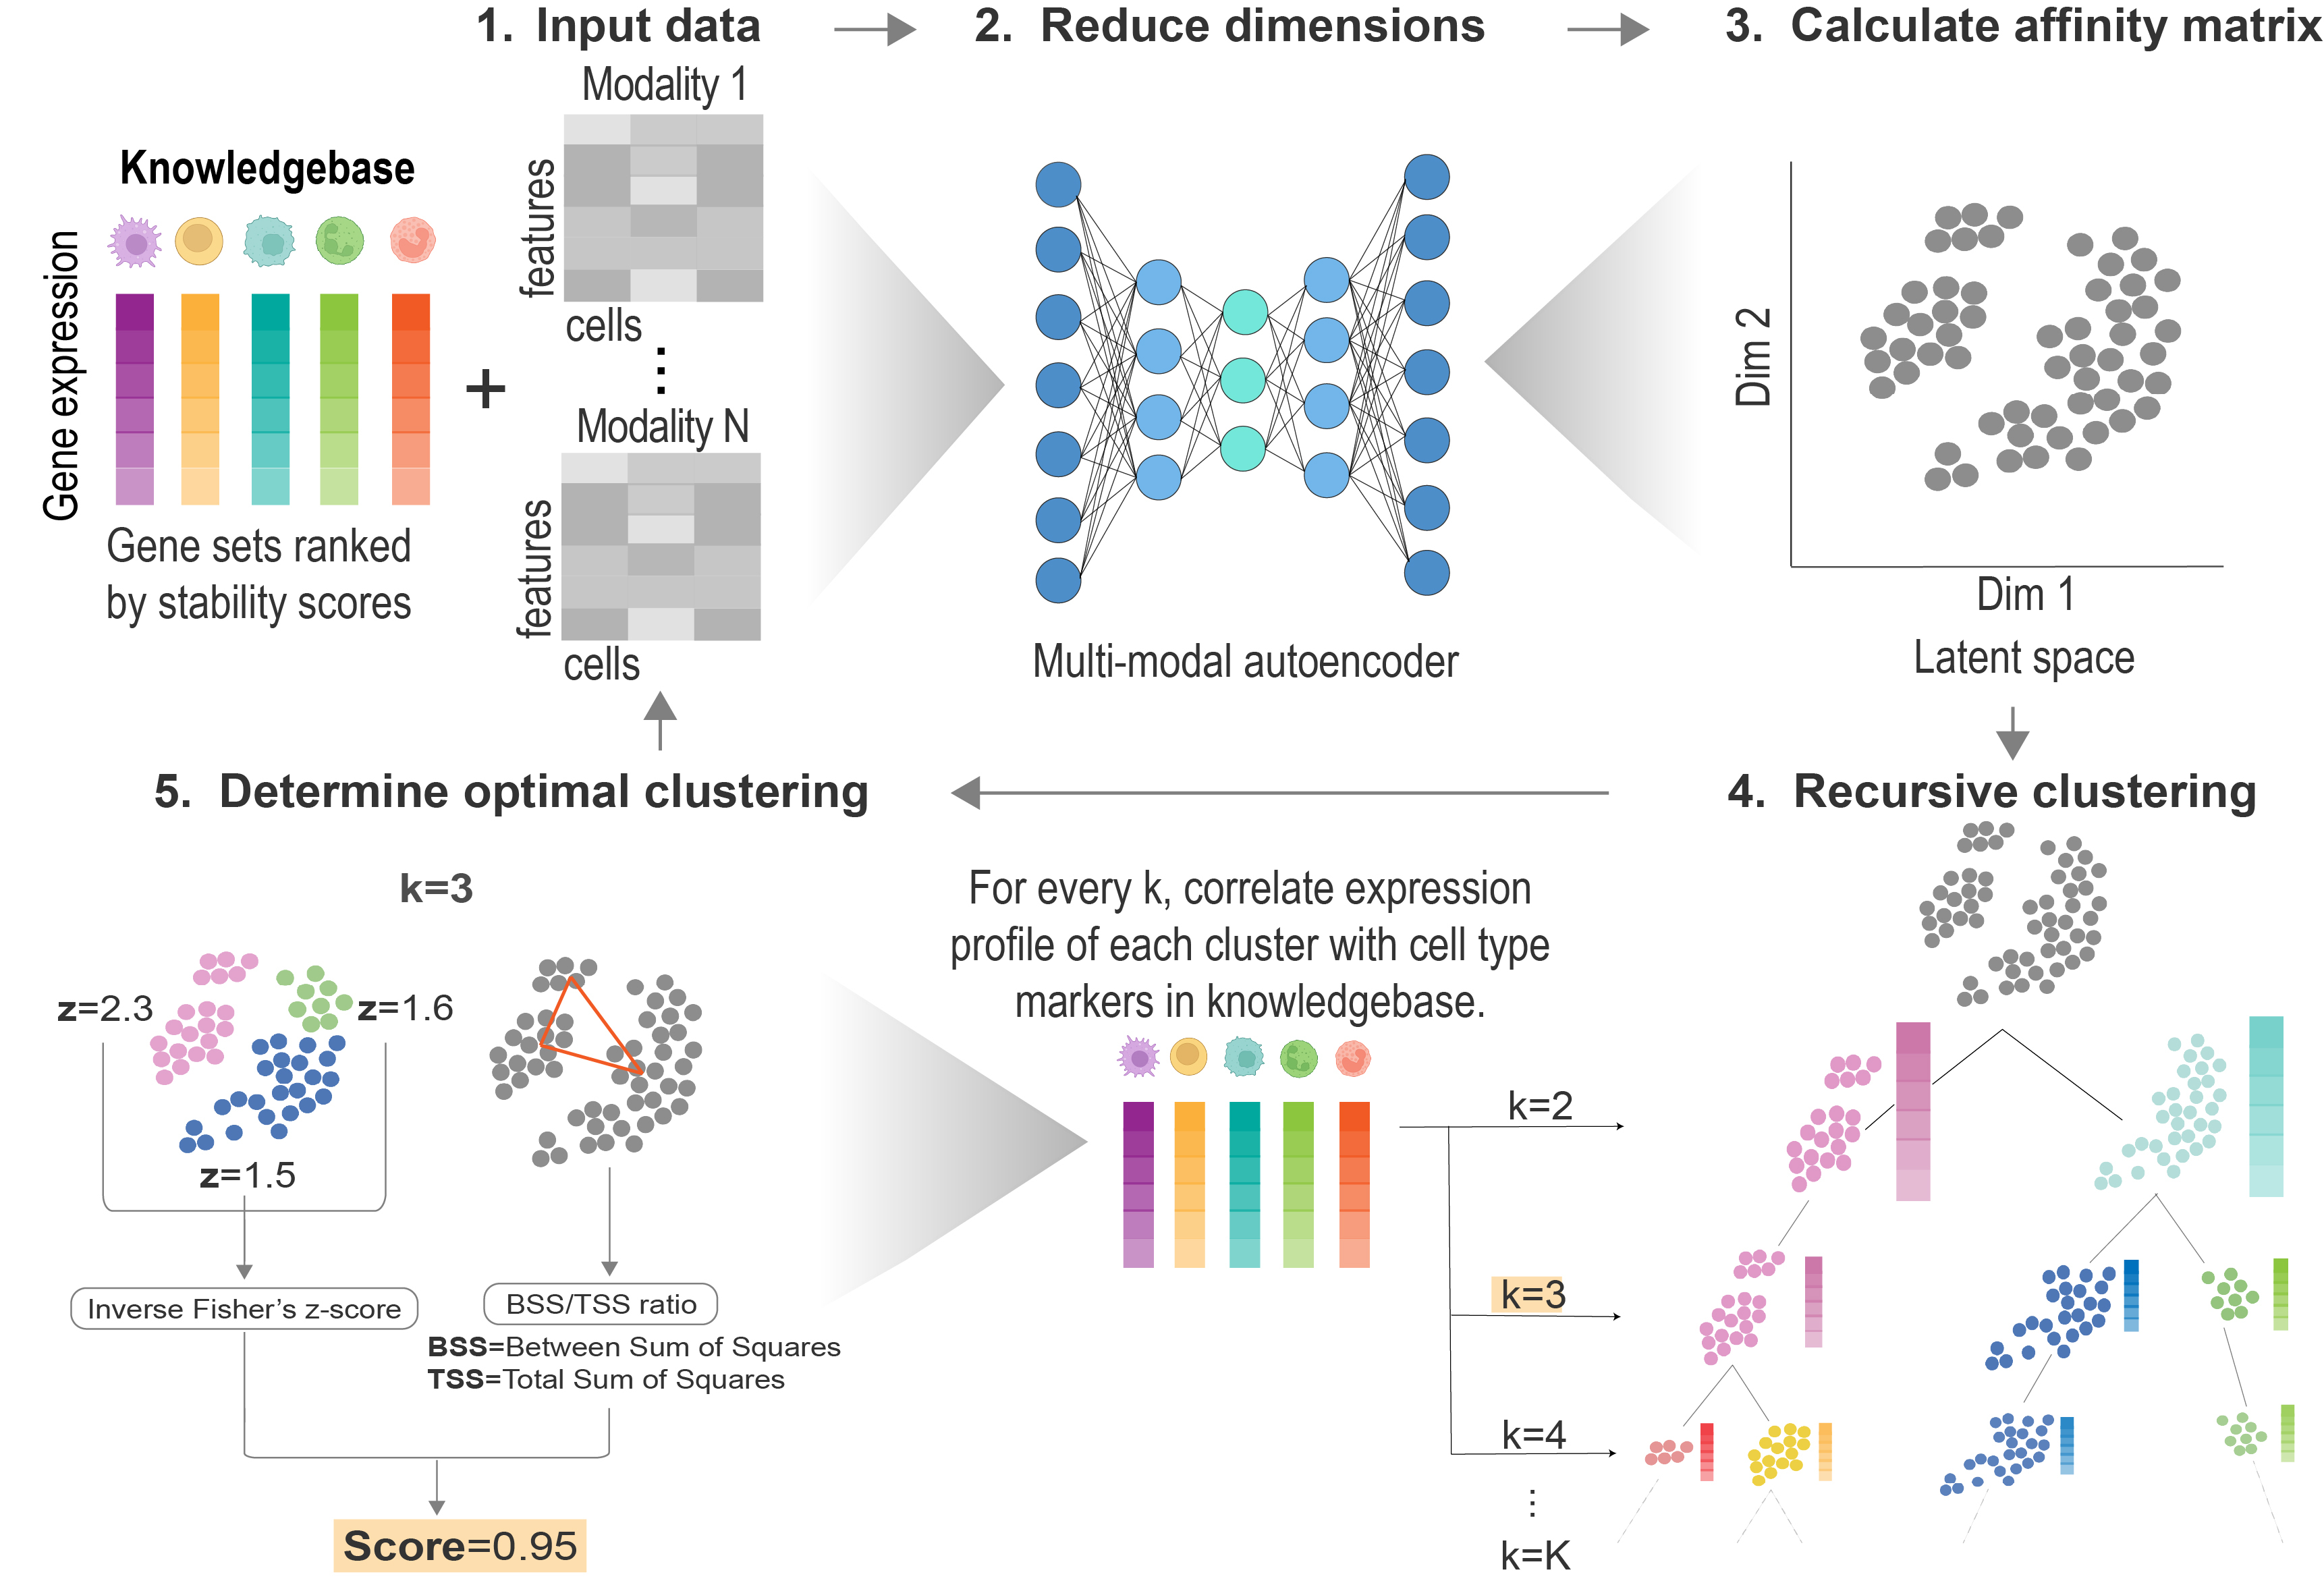 1. Input data
2. Reduce dimensions
3. Calculate affinity matrix
Modality 1
features
cells
⋮
Modality N
features
cells
Knowledgebase
Gene expression
Gene sets ranked
by stability scores
+
Multi-modal autoencoder
Dim 2
Dim 1
Latent space
4. Recursive clustering
5. Determine optimal clustering
For every k, correlate expression
profile of each cluster with cell type
markers in knowledgebase.
k=2
k=3
k=4
⋮
k=K
k=3
z=2.3
z=1.6
z=1.5
Inverse Fisher's z-score
BSS/TSS ratio
BSS=Between Sum of Squares
TSS=Total Sum of Squares
Score=0.95